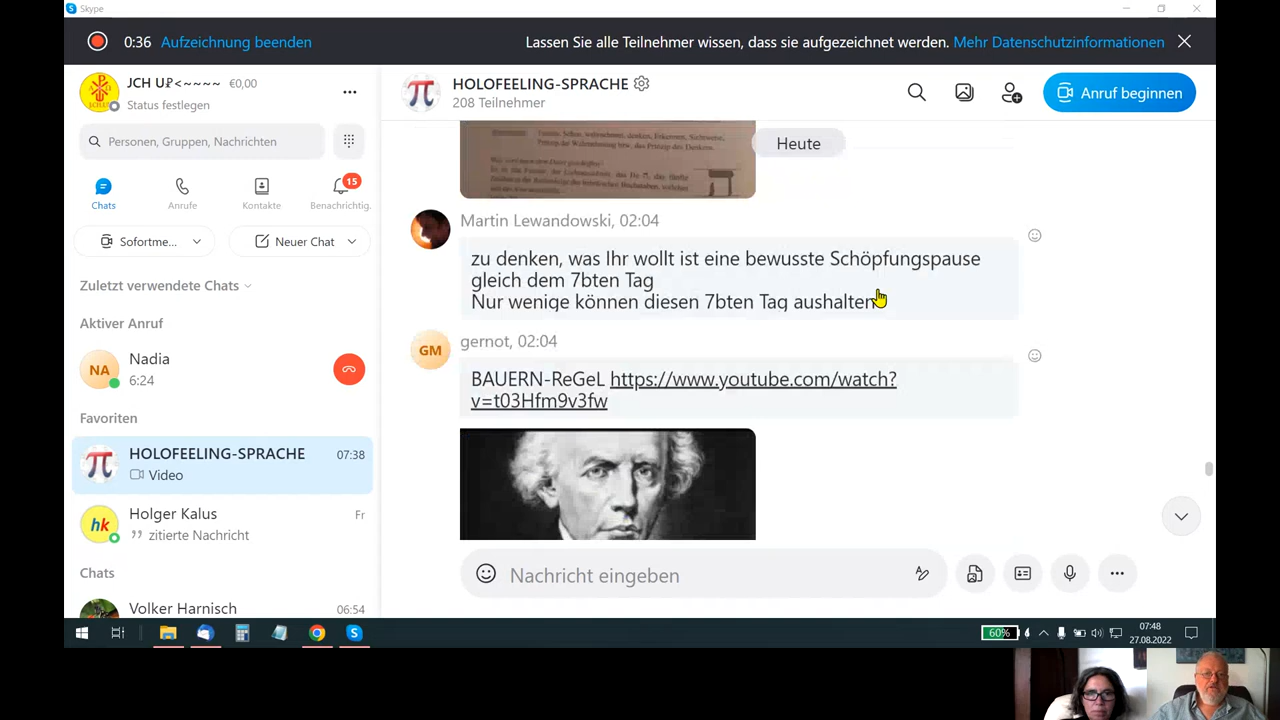 Skype
0:36 Aufzeichnung beenden
Lassen Sie alle Teilnehmer wissen, dass sie aufgezeichnet werden. Mehr Datenschutzinformationen
€0,00
Status festlegen
Personen, Gruppen, Nachrichten
15
Chats Anrufe Kontakte Benachrichtig.
Sofortme... Neuer Chat
Zuletzt verwendete Chats
Aktiver Anruf
NA
Nadia
6:24
Favoriten
HOLOFEELING-SPRACHE 07:38
Video
hk
Holger Kalus Fr
zitierte Nachricht
Chats
Volker Harnisch 06:54
π
HOLOFEELING-SPRACHE
208 Teilnehmer
Anruf beginnen
Heute
Martin Lewandowski, 02:04
zu denken, was Ihr wollt ist eine bewusste Schöpfungspause
gleich dem 7bten Tag
Nur wenige können diesen 7bten Tag aushalten
GM
gernot, 02:04
BAUERN-ReGeL https://www.youtube.com/watch?
v=t03Hfm9v3fw
Nachricht eingeben
60%
07:48
27.08.2022